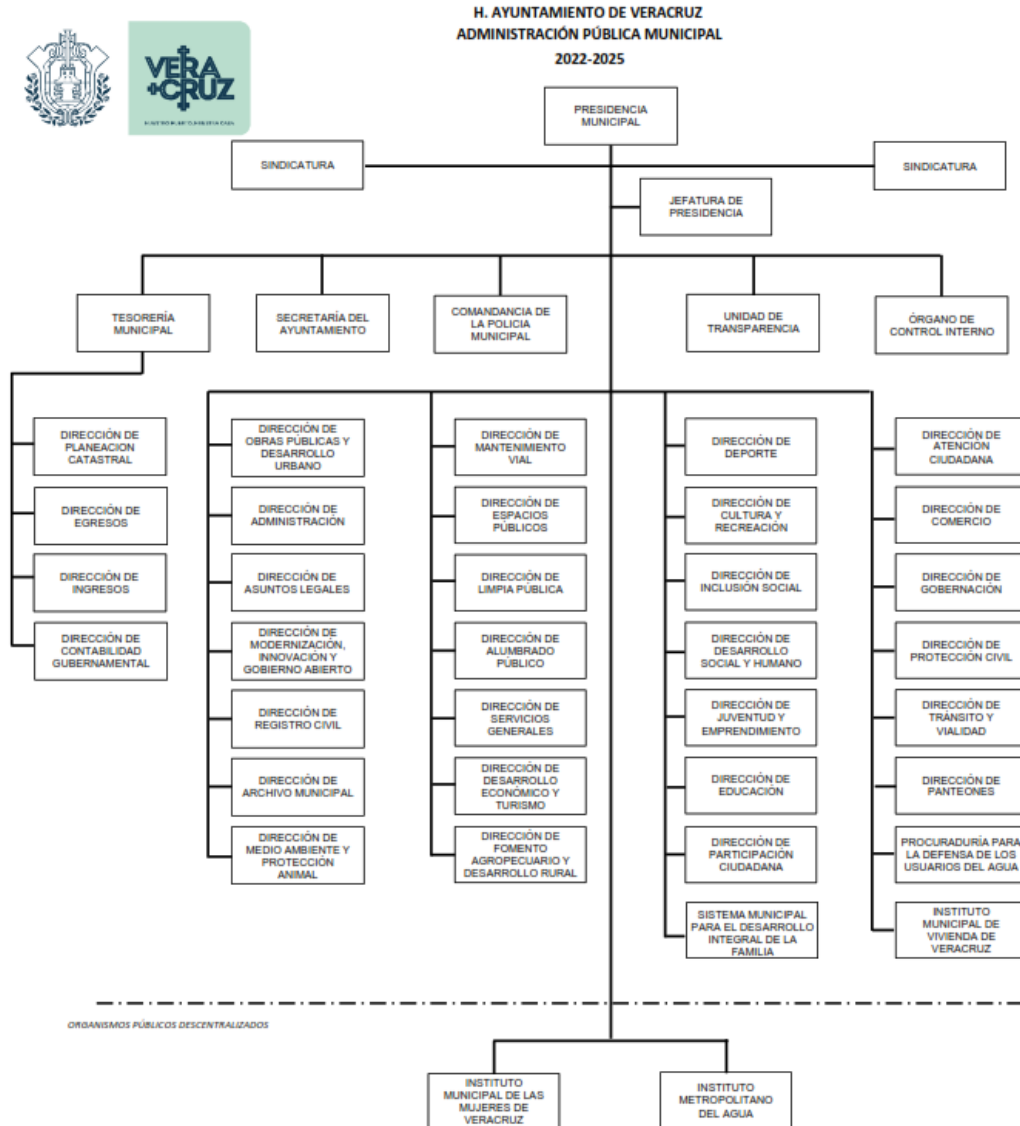 H. AYUNTAMIENTO DE VERACRUZ
ADMINISTRACIÓN PÚBLICA MUNICIPAL
2022-2025
VERA
CRUZ
PRESIDENCIA
MUNICIPAL
SINDICATURA
SINDICATURA
JEFATURA DE
PRESIDENCIA
TESORERÍA
MUNICIPAL
SECRETARÍA DEL
AYUNTAMIENTO
COMANDANCIA DE
LA POLICIA
MUNICIPAL
UNIDAD DE
TRANSPARENCIA
ÓRGANO DE
CONTROL INTERNO
DIRECCIÓN DE
PLANEACION
CATASTRAL
DIRECCIÓN DE
EGRESOS
DIRECCIÓN DE
INGRESOS
DIRECCIÓN DE
CONTABILIDAD
GUBERNAMENTAL
DIRECCIÓN DE
OBRAS PÚBLICAS Y
DESARROLLO
URBANO
DIRECCIÓN DE
ADMINISTRACIÓN
DIRECCIÓN DE
ASUNTOS LEGALES
DIRECCIÓN DE
MODERNIZACIÓN,
INNOVACIÓN Y
GOBIERNO ABIERTO
DIRECCIÓN DE
REGISTRO CIVIL
DIRECCIÓN DE
ARCHIVO MUNICIPAL
DIRECCIÓN DE
MEDIO AMBIENTE Y
PROTECCIÓN
ANIMAL
DIRECCIÓN DE
MANTENIMIENTO
VIAL
DIRECCIÓN DE
ESPACIOS
PÚBLICOS
DIRECCIÓN DE
LIMPIA PÚBLICA
DIRECCIÓN DE
ALUMBRADO
PÚBLICO
DIRECCIÓN DE
SERVICIOS
GENERALES
DIRECCIÓN DE
DESARROLLO
ECONÓMICO Y
TURISMO
DIRECCIÓN DE
FOMENTO
AGROPECUARIO Y
DESARROLLO RURAL
DIRECCIÓN DE
DEPORTE
DIRECCIÓN DE
CULTURA Y
RECREACIÓN
DIRECCIÓN DE
INCLUSIÓN SOCIAL
DIRECCIÓN DE
DESARROLLO
SOCIAL Y HUMANO
DIRECCIÓN DE
JUVENTUD Y
EMPRENDIMIENTO
DIRECCIÓN DE
EDUCACIÓN
DIRECCIÓN DE
PARTICIPACIÓN
CIUDADANA
SISTEMA MUNICIPAL
PARA EL DESARROLLO
INTEGRAL DE LA
FAMILIA
DIRECCIÓN DE
ATENCIÓN
CIUDADANA
DIRECCIÓN DE
COMERCIO
DIRECCIÓN DE
GOBERNACIÓN
DIRECCIÓN DE
PROTECCIÓN CIVIL
DIRECCIÓN DE
TRÁNSITO Y
VIALIDAD
DIRECCIÓN DE
PANTEONES
PROCURADURÍA PARA
LA DEFENSA DE LOS
USUARIOS DEL AGUA
INSTITUTO
MUNICIPAL DE
VIVIENDA DE
VERACRUZ
ORGANISMOS PÚBLICOS DESCENTRALIZADOS
INSTITUTO
MUNICIPAL DE LAS
MUJERES DE
VERACRUZ
INSTITUTO
METROPOLITANO
DEL AGUA